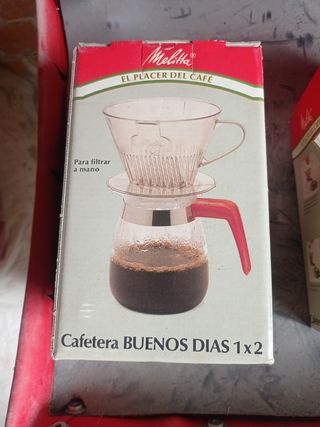 Melitta®
EL PLACER DEL CAFÉ
Para filtrar
a mano
Cafetera BUENOS DIAS 1x2